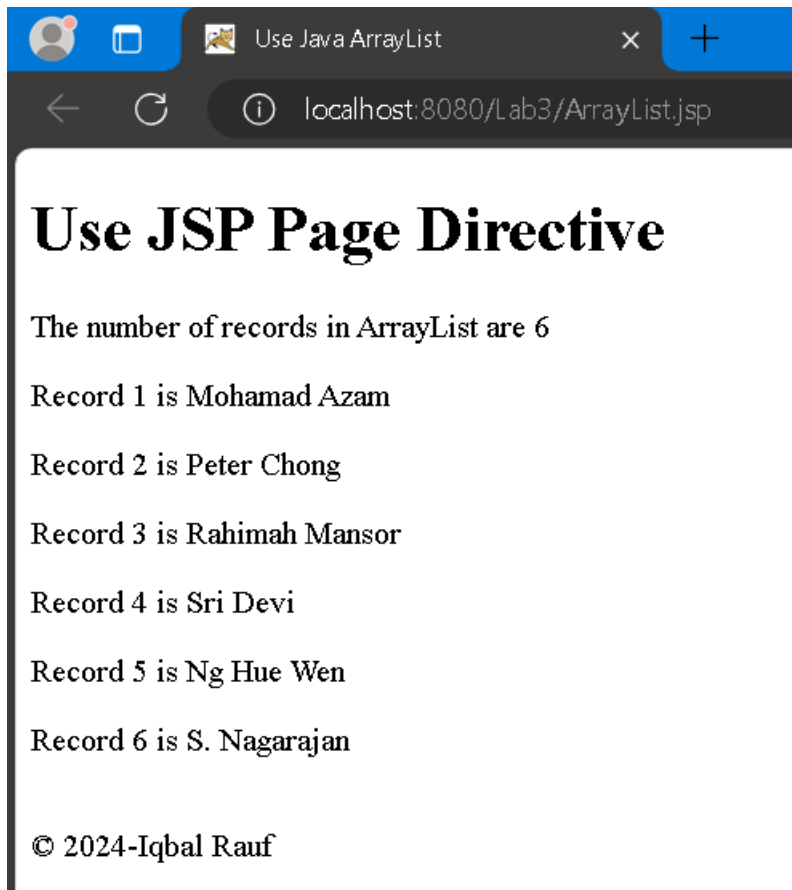 Use Java ArrayList
localhost:8080/Lab3/ArrayList.jsp
Use JSP Page Directive
The number of records in ArrayList are 6
Record 1 is Mohamad Azam
Record 2 is Peter Chong
Record 3 is Rahimah Mansor
Record 4 is Sri Devi
Record 5 is Ng Hue Wen
Record 6 is S. Nagarajan
© 2024-Iqbal Rauf